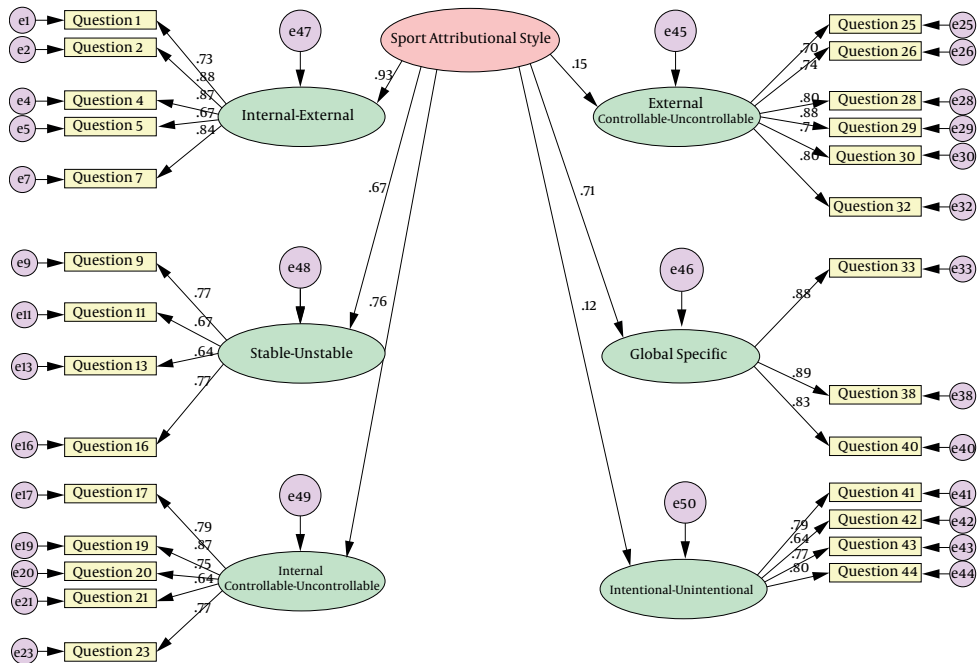 Sport Attributional Style
e1
Question 1
.73
e2
Question 2
.88
e4
Question 4
.87
e5
Question 5
.67
e7
Question 7
.84
e47
Internal-External
.93
e9
Question 9
.77
e11
Question 11
.67
e13
Question 13
.64
e16
Question 16
.77
e48
Stable-Unstable
.67
e17
Question 17
.79
e19
Question 19
.87
e20
Question 20
.75
e21
Question 21
.64
e23
Question 23
.77
e49
Internal
Controllable-Uncontrollable
.76
e45
External
Controllable-Uncontrollable
.15
.70
Question 25
e25
.74
Question 26
e26
.80
Question 28
e28
.88
Question 29
e29
Question 30
e30
.80
Question 32
e32
e46
Global Specific
.71
.88
Question 33
e33
.89
Question 38
e38
.83
Question 40
e40
e50
Intentional-Unintentional
.12
.79
Question 41
e41
.64
Question 42
e42
.77
Question 43
e43
.80
Question 44
e44